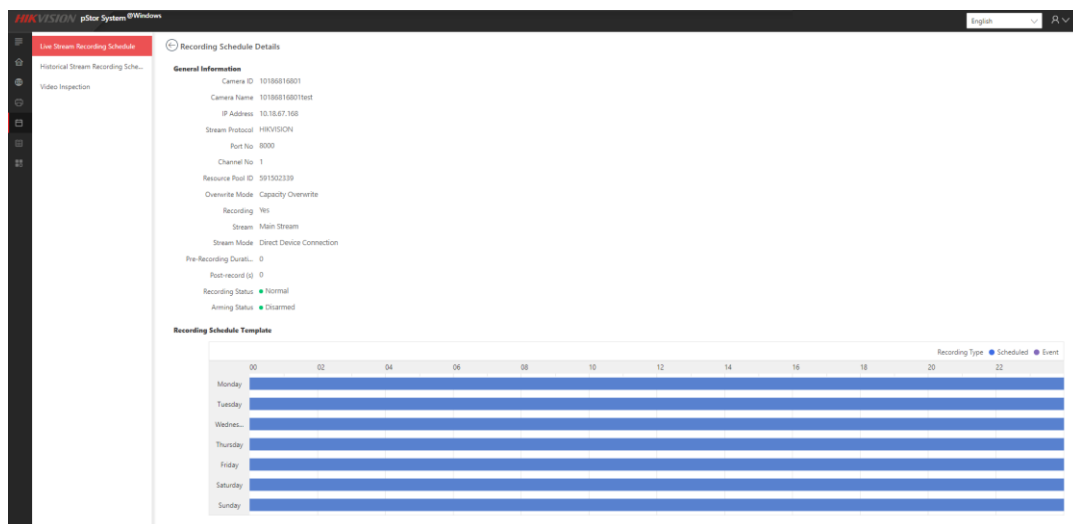 HIKVISION pStor System @Windows
English
Live Stream Recording Schedule
Historical Stream Recording Sche...
Video Inspection
Recording Schedule Details
General Information
Camera ID 10186816801
Camera Name 10186816801test
IP Address 10.18.67.168
Stream Protocol HIKVISION
Port No 8000
Channel No 1
Resource Pool ID 591502339
Overwrite Mode Capacity Overwrite
Recording Yes
Stream Main Stream
Stream Mode Direct Device Connection
Pre-Recording Durati... 0
Post-record (s) 0
Recording Status Normal
Arming Status Disarmed
Recording Schedule Template
Recording Type Scheduled Event
00 02 04 06 08 10 12 14 16 18 20 22
Monday
Tuesday
Wednes...
Thursday
Friday
Saturday
Sunday